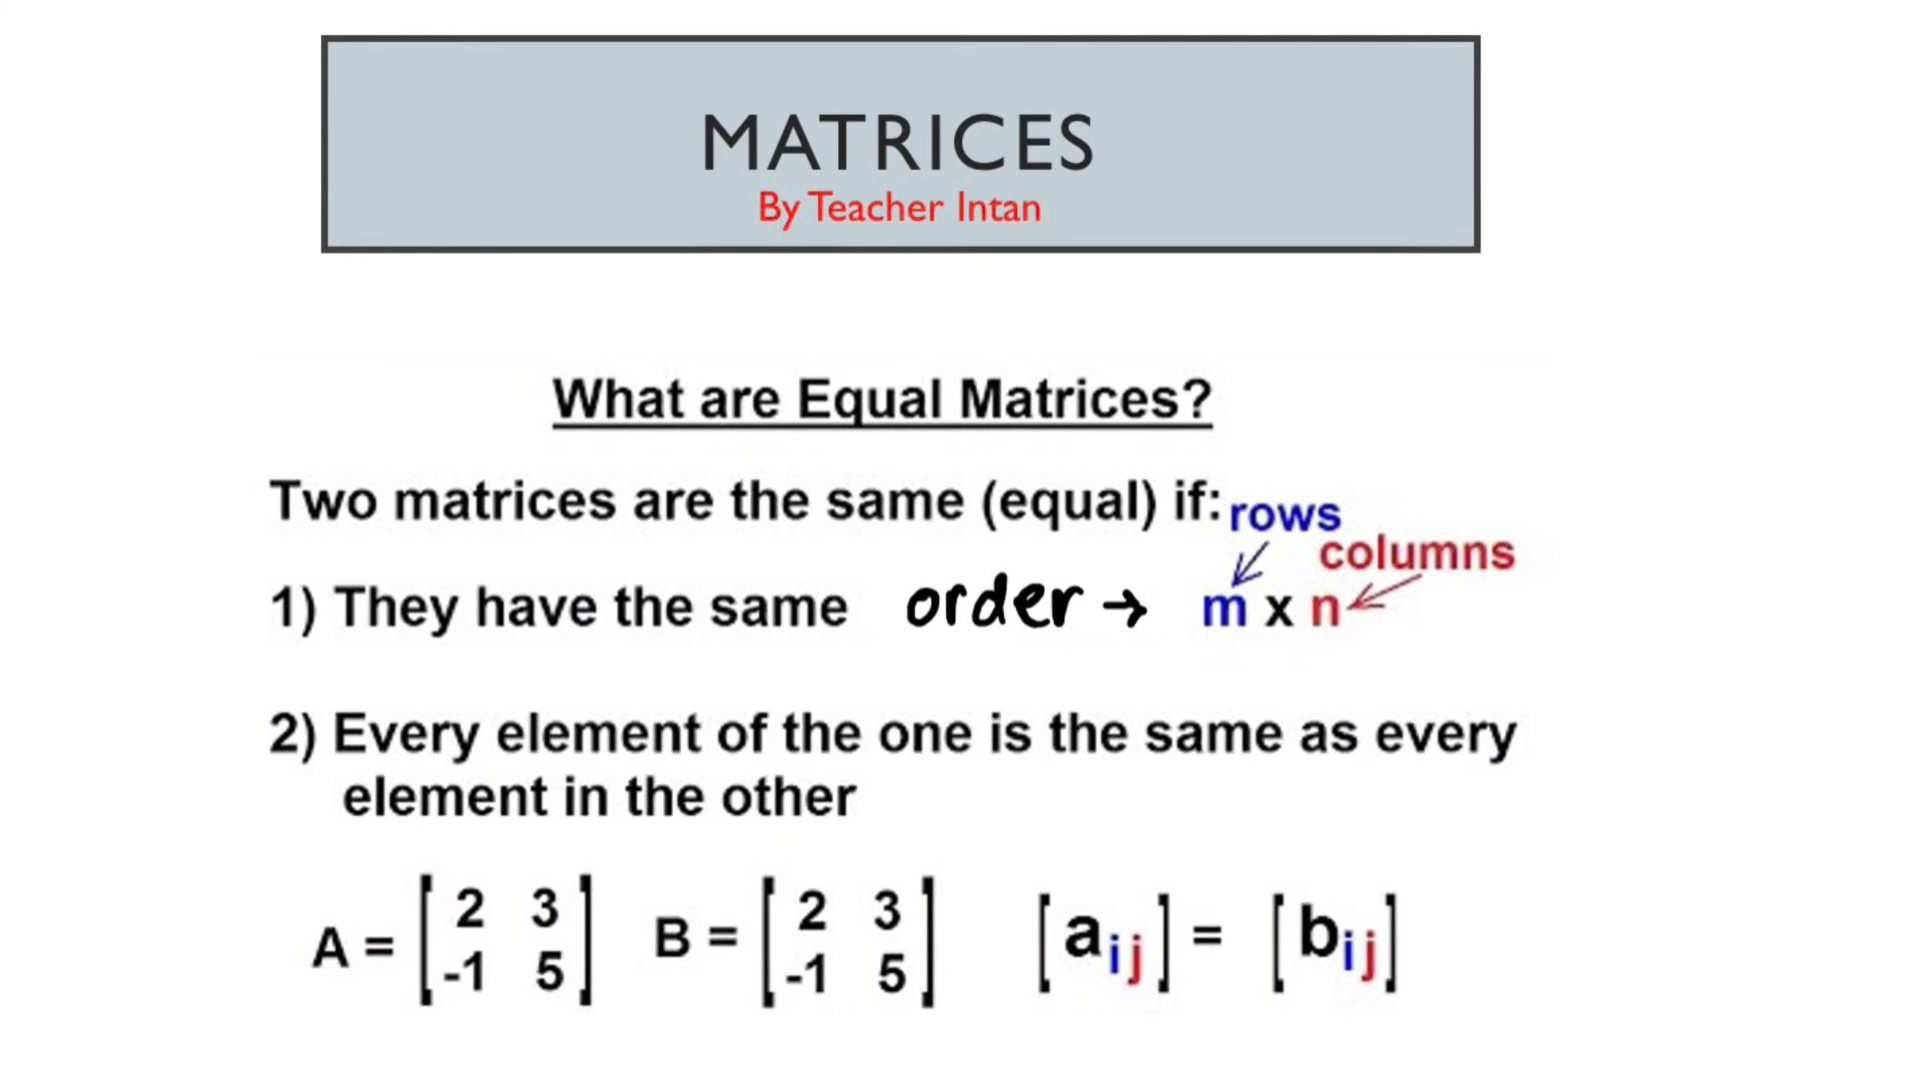 MATRICES
By Teacher Intan
What are Equal Matrices?
Two matrices are the same (equal) if:
rows
columns
1) They have the same order → m x n
2) Every element of the one is the same as every
element in the other
A = [ 2 3 ] B = [ 2 3 ] [aij] = [bij]
[ -1 5 ] [ -1 5 ]